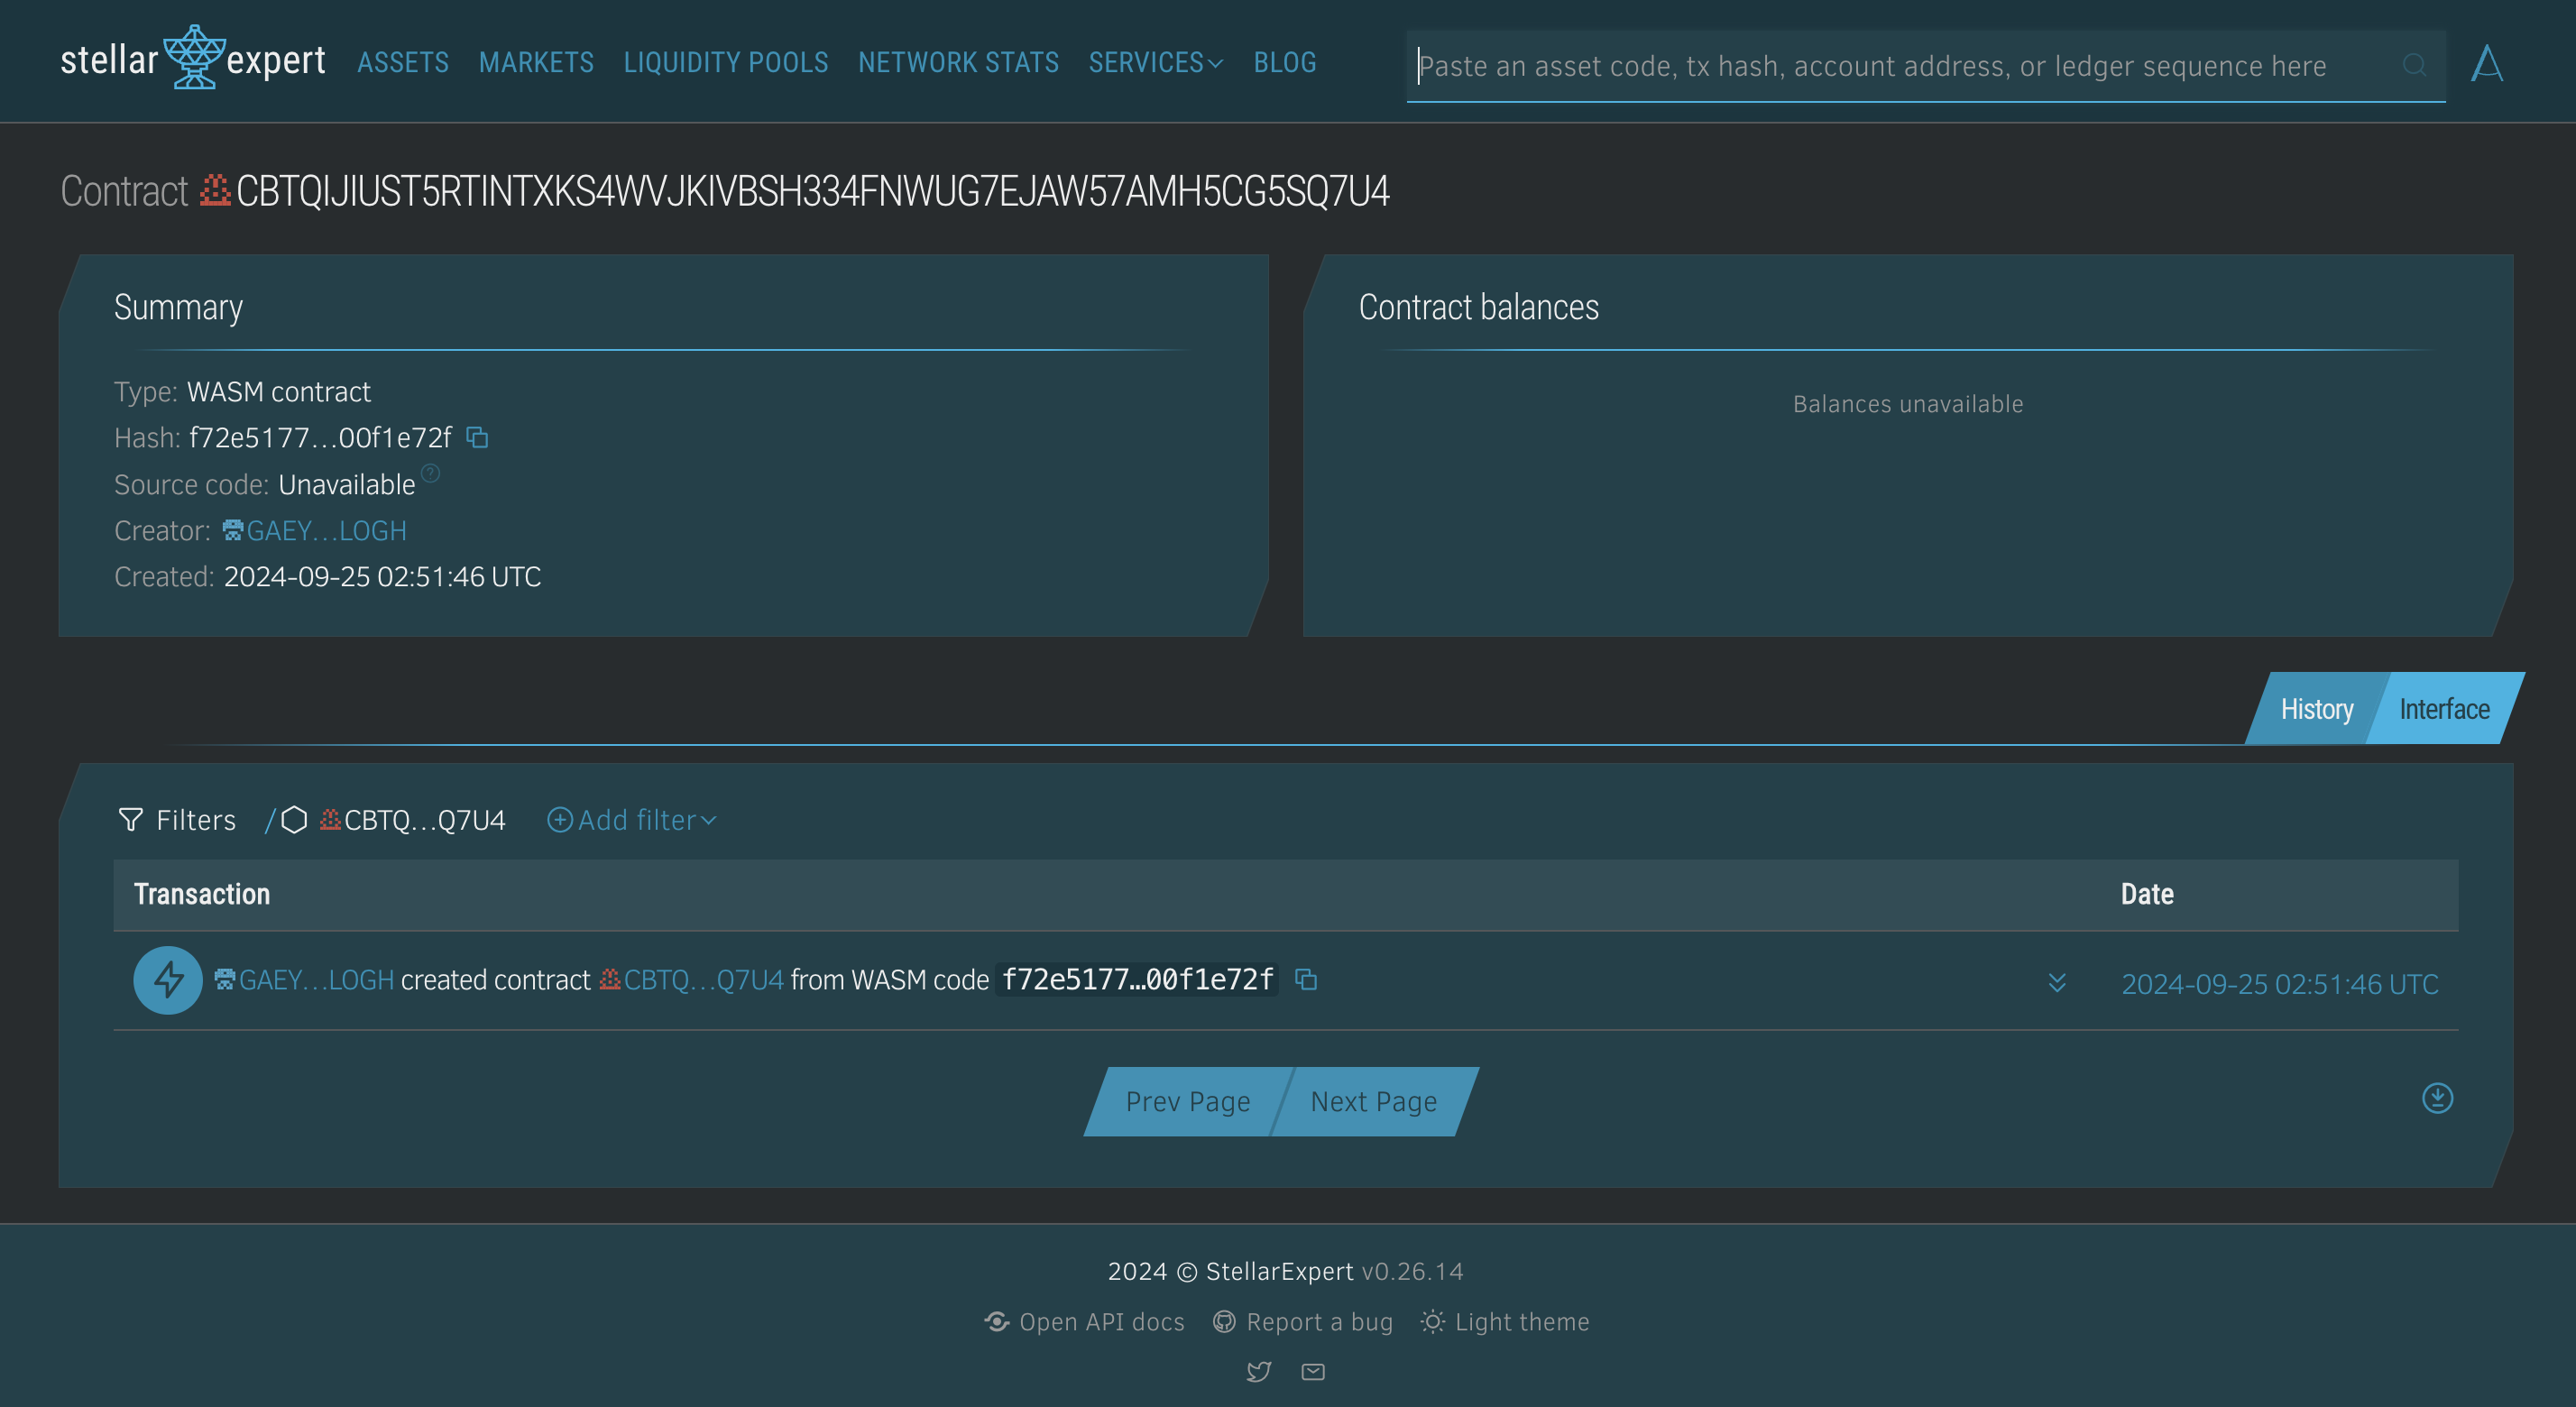 stellar expert ASSETS MARKETS LIQUIDITY POOLS NETWORK STATS SERVICES BLOG Paste an asset code, tx hash, account address, or ledger sequence here
Contract CBTQIJIUST5RTINTXKS4WVJKIVBSH334FNWUG7EJAW57AMH5CG5SQ7U4
Summary
Type: WASM contract
Hash: f72e5177…00f1e72f
Source code: Unavailable
Creator: GAEY…LOGH
Created: 2024-09-25 02:51:46 UTC
Contract balances
Balances unavailable
History Interface
Filters / CBTQ…Q7U4 Add filter
Transaction Date
GAEY…LOGH created contract CBTQ…Q7U4 from WASM code f72e5177…00f1e72f 2024-09-25 02:51:46 UTC
Prev Page Next Page
2024 © StellarExpert v0.26.14
Open API docs Report a bug Light theme